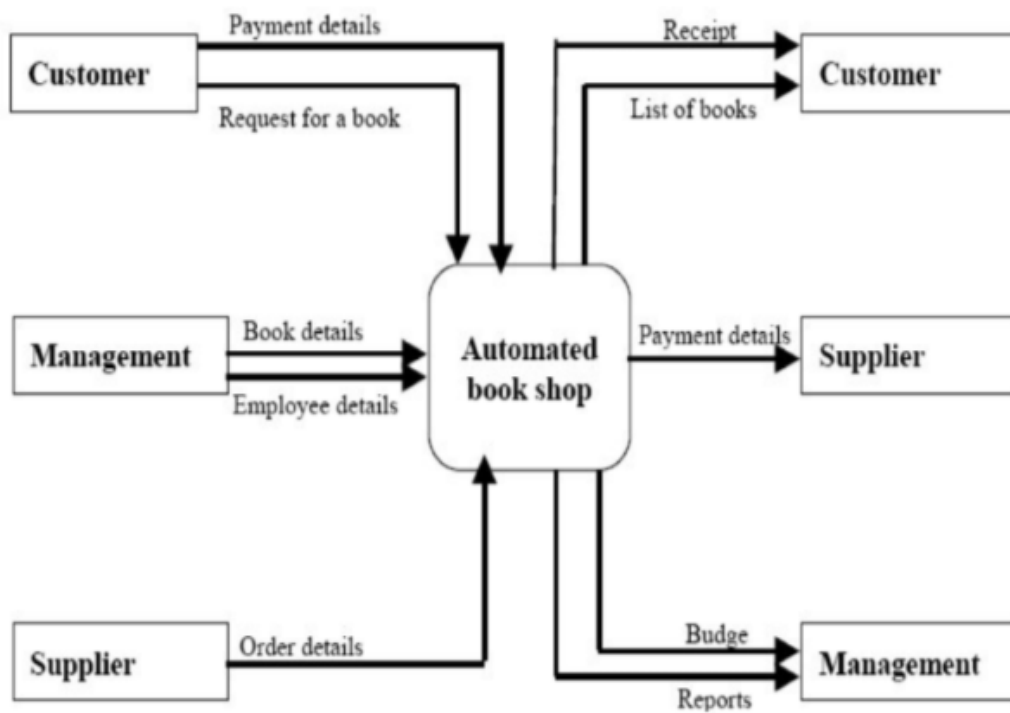 Payment details
Receipt
Customer
Customer
Request for a book
List of books
Book details
Payment details
Management
Automated
book shop
Supplier
Employee details
Order details
Budge
Supplier
Management
Reports